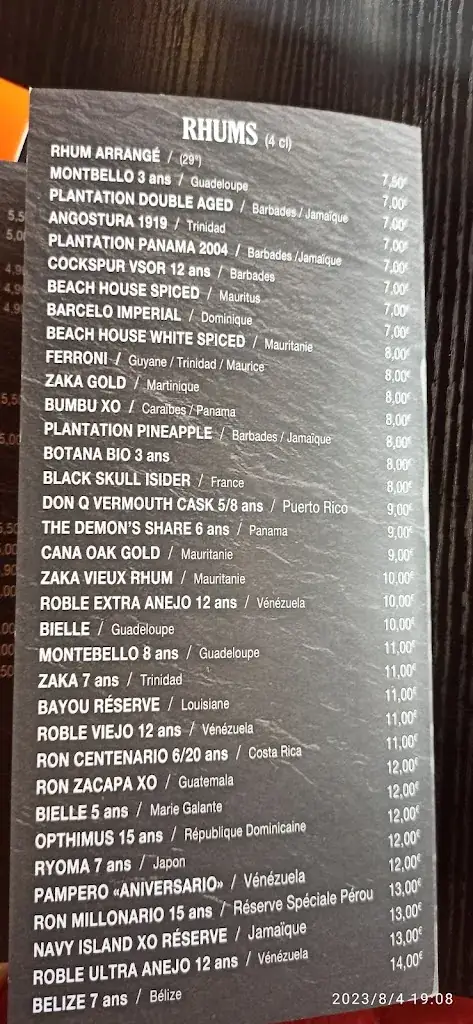 RHUMS (4 cl)
RHUM ARRANGÉ / (29°) 7,50€
MONTBELLO 3 ans / Guadeloupe 7,00€
PLANTATION DOUBLE AGED / Barbades / Jamaïque 7,00€
ANGOSTURA 1919 / Trinidad 7,00€
PLANTATION PANAMA 2004 / Barbades /Jamaïque 7,00€
COCKSPUR VSOR 12 ans / Barbades 7,00€
BEACH HOUSE SPICED / Mauritus 7,00€
BARCELO IMPERIAL / Dominique 7,00€
BEACH HOUSE WHITE SPICED / Mauritanie 8,00€
FERRONI / Guyane / Trinidad / Maurice 8,00€
ZAKA GOLD / Martinique 8,00€
BUMBU XO / Caraïbes / Panama 8,00€
PLANTATION PINEAPPLE / Barbades / Jamaïque 8,00€
BOTANA BIO 3 ans 8,00€
BLACK SKULL ISIDER / France 8,00€
DON Q VERMOUTH CASK 5/8 ans / Puerto Rico 9,00€
THE DEMON'S SHARE 6 ans / Panama 9,00€
CANA OAK GOLD / Mauritanie 9,00€
ZAKA VIEUX RHUM / Mauritanie 10,00€
ROBLE EXTRA ANEJO 12 ans / Vénézuela 10,00€
BIELLE / Guadeloupe 10,00€
MONTEBELLO 8 ans / Guadeloupe 11,00€
ZAKA 7 ans / Trinidad 11,00€
BAYOU RÉSERVE / Louisiane 11,00€
ROBLE VIEJO 12 ans / Vénézuela 11,00€
RON CENTENARIO 6/20 ans / Costa Rica 11,00€
RON ZACAPA XO / Guatemala 12,00€
BIELLE 5 ans / Marie Galante 12,00€
OPTHIMUS 15 ans / République Dominicaine 12,00€
RYOMA 7 ans / Japon 12,00€
PAMPERO «ANIVERSARIO» / Vénézuela 12,00€
RON MILLONARIO 15 ans / Réserve Spéciale Pérou 13,00€
NAVY ISLAND XO RÉSERVE / Jamaïque 13,00€
ROBLE ULTRA ANEJO 12 ans / Vénézuela 13,00€
BELIZE 7 ans / Bélize 14,00€
2023/8/4 19:08